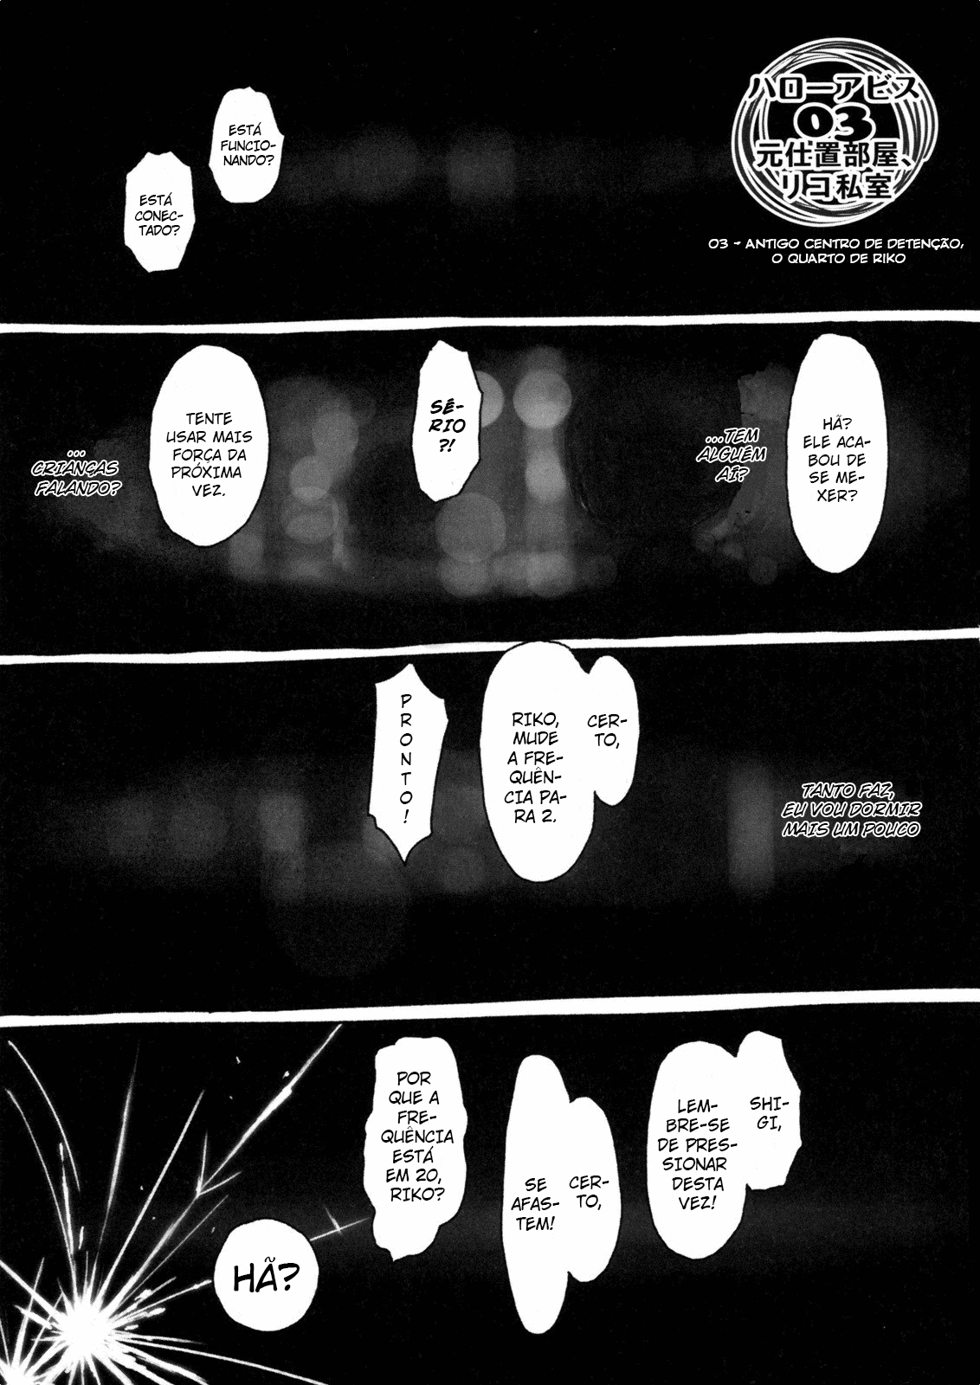 ハローアビス
03
元仕置部屋、
リコ私室
03 - ANTIGO CENTRO DE DETENÇÃO,
O QUARTO DE RIKO
ESTÁ
FUNCIO-
NANDO?
ESTÁ
CONEC-
TADO?
HÃ?
ELE ACA-
BOU DE
SE ME-
XER?
...TEM
ALGUÉM
AÍ?
SÉ-
RIO
?!
TENTE
USAR MAIS
FORÇA DA
PRÓXIMA
VEZ.
...
CRIANÇAS
FALANDO?
CER-
TO,
RIKO,
MUDE
A FRE-
QUÊN-
CIA PA-
RA 2.
P
R
O
N
T
O
!
TANTO FAZ,
EU VOU DORMIR
MAIS UM POUCO
SHI-
GI,
LEM-
BRE-SE
DE PRES-
SIONAR
DESTA
VEZ!
CER-
TO,
SE
AFAS-
TEM!
POR
QUE A
FRE-
QUÊNCIA
ESTÁ
EM 20,
RIKO?
HÃ?